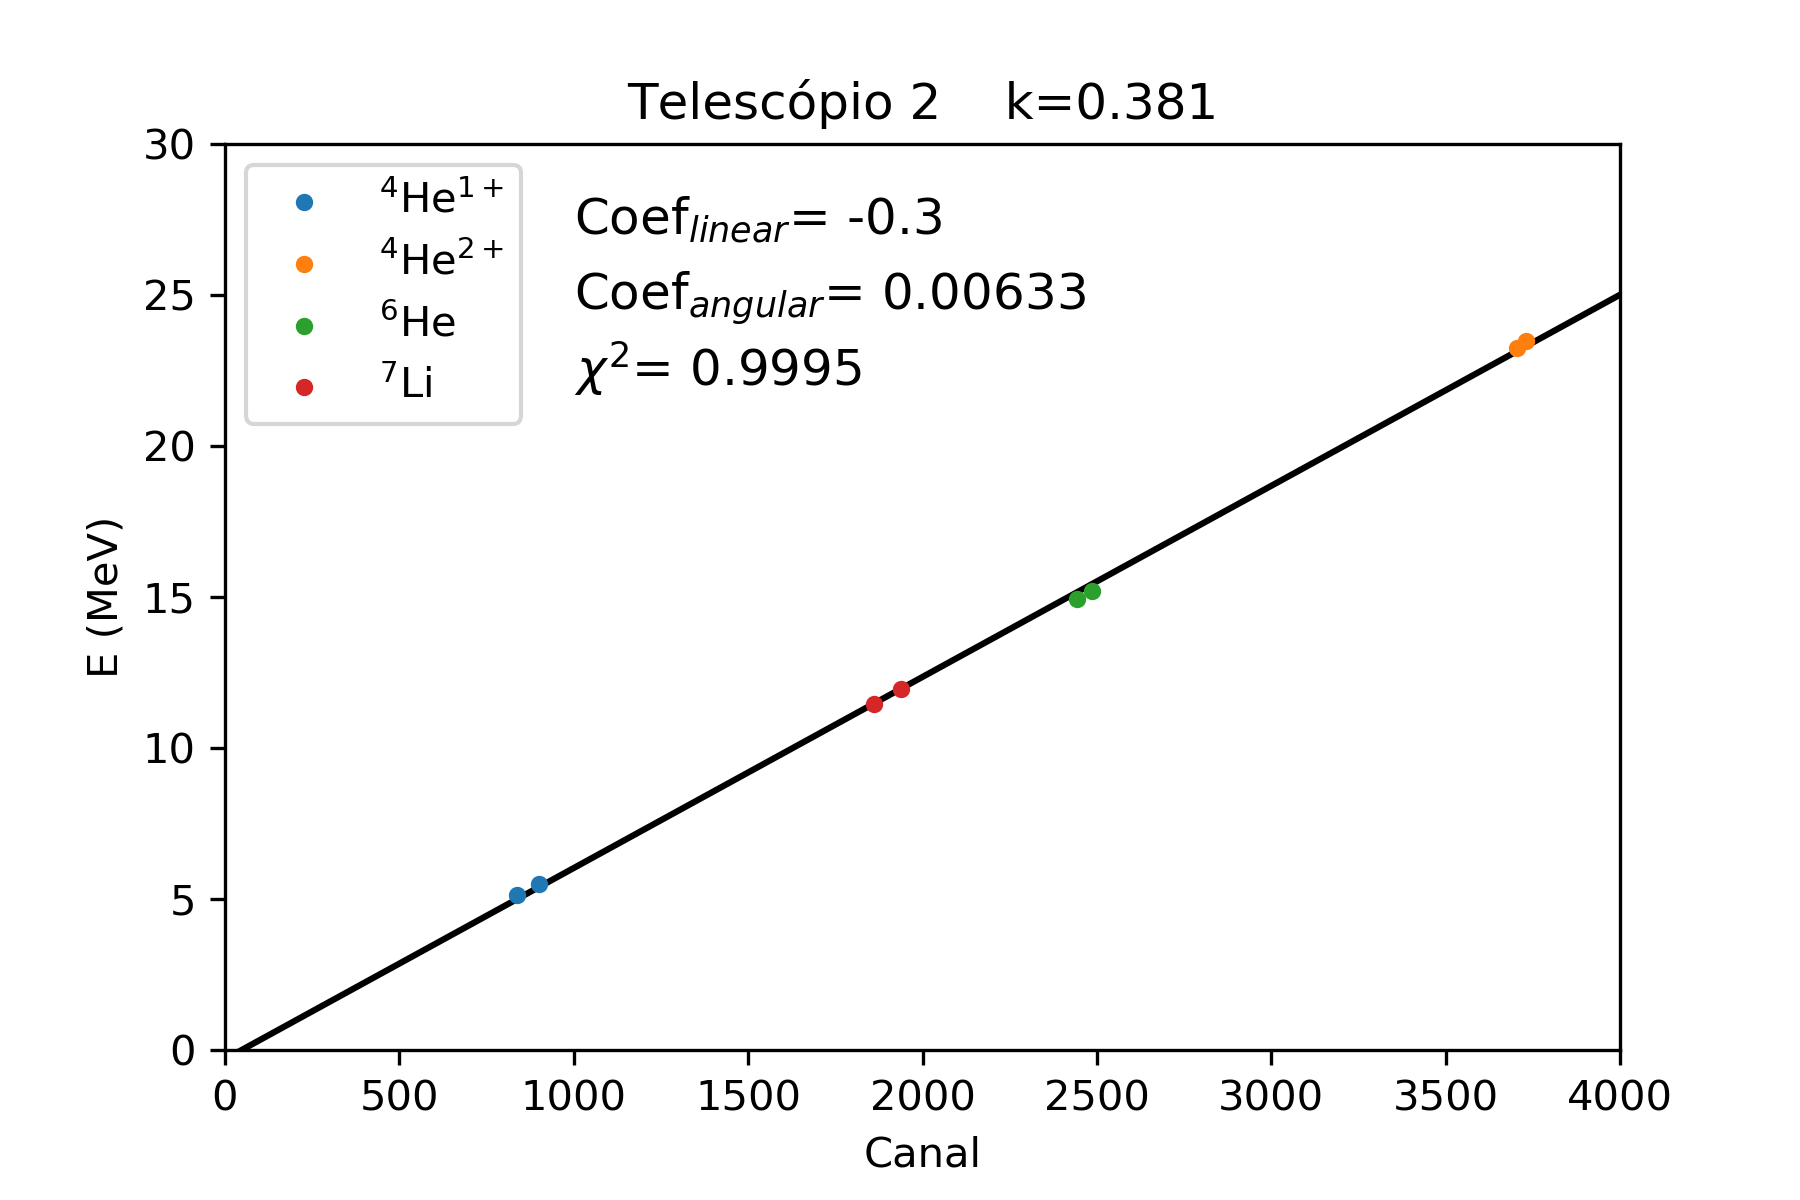 Telescópio 2    k=0.381
30
25
20
15
10
5
0
E (MeV)
⁴He¹⁺
⁴He²⁺
⁶He
⁷Li
Coef_linear= -0.3
Coef_angular= 0.00633
χ²= 0.9995
0 500 1000 1500 2000 2500 3000 3500 4000
Canal